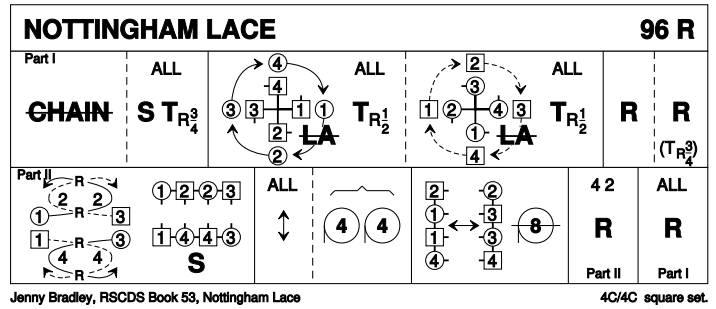 NOTTINGHAM LACE 96 R
Part I
CHAIN
ALL
S T R 3/4
4
4
3 3 1 1
2
2
LA
ALL
T R 1/2
2
3
1 2 4 3
1
4
LA
ALL
T R 1/2
R
R
(T R 3/4)
Part II
R
2 2
1 R 3
1 R 3
4 4
R
1 2 2 3
1 4 4 3
S
ALL
4 4
2 2
1 3
1 3
4 4
8
4 2
R
Part II
ALL
R
Part I
Jenny Bradley, RSCDS Book 53, Nottingham Lace 4C/4C square set.